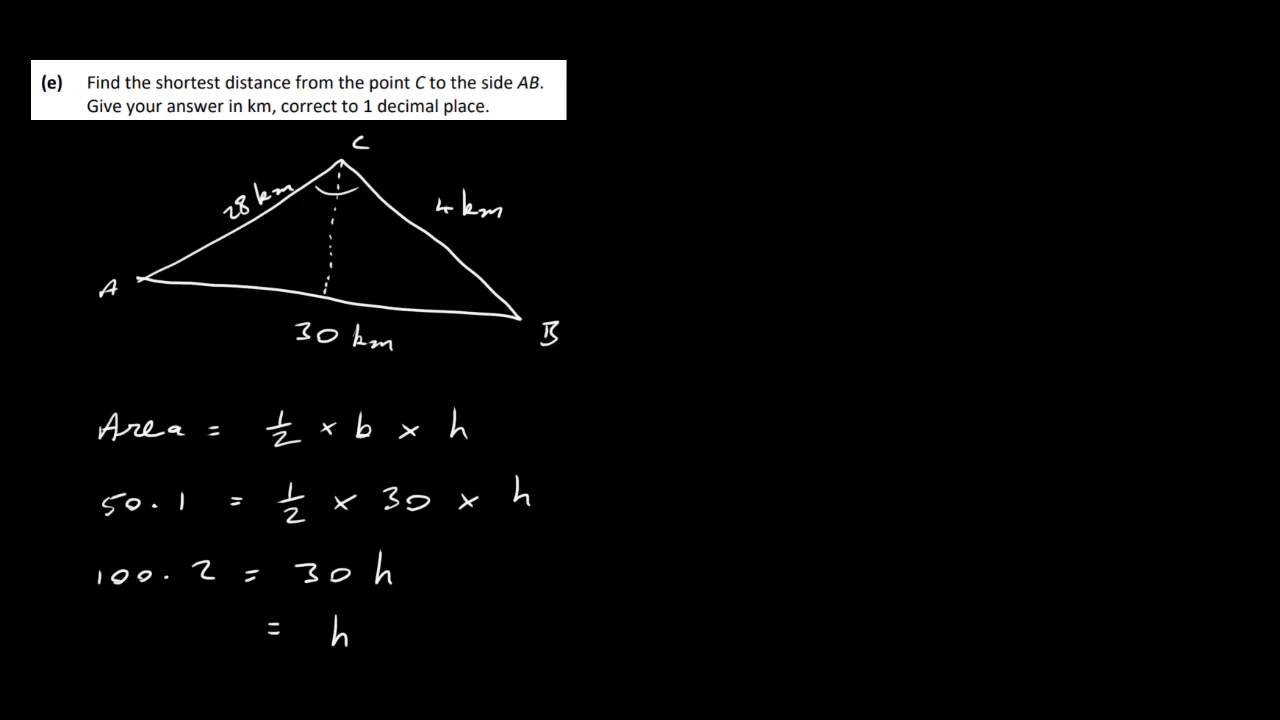 (e) Find the shortest distance from the point C to the side AB.
Give your answer in km, correct to 1 decimal place.
C
28 km
4 km
A
30 km
B
Area = 1/2 × b × h
50.1 = 1/2 × 30 × h
100.2 = 30 h
= h